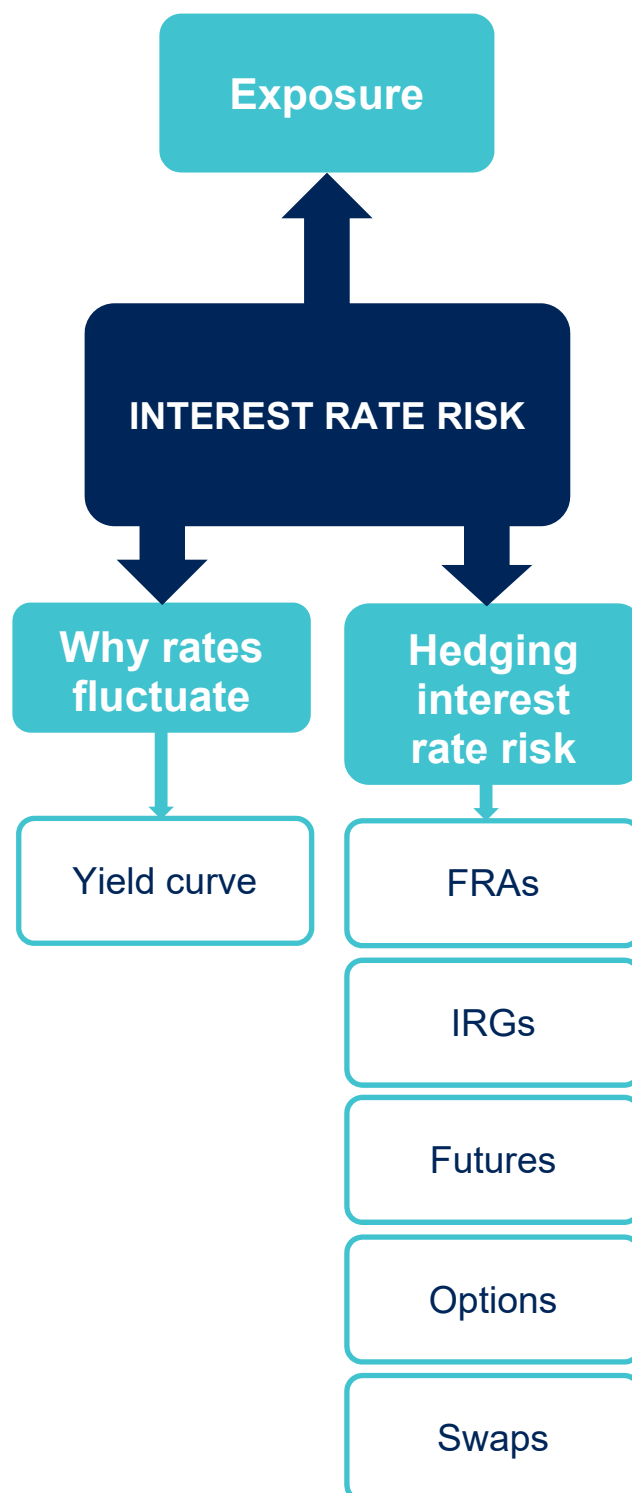 Exposure
INTEREST RATE RISK
Why rates
fluctuate
Yield curve
Hedging
interest
rate risk
FRAs
IRGs
Futures
Options
Swaps